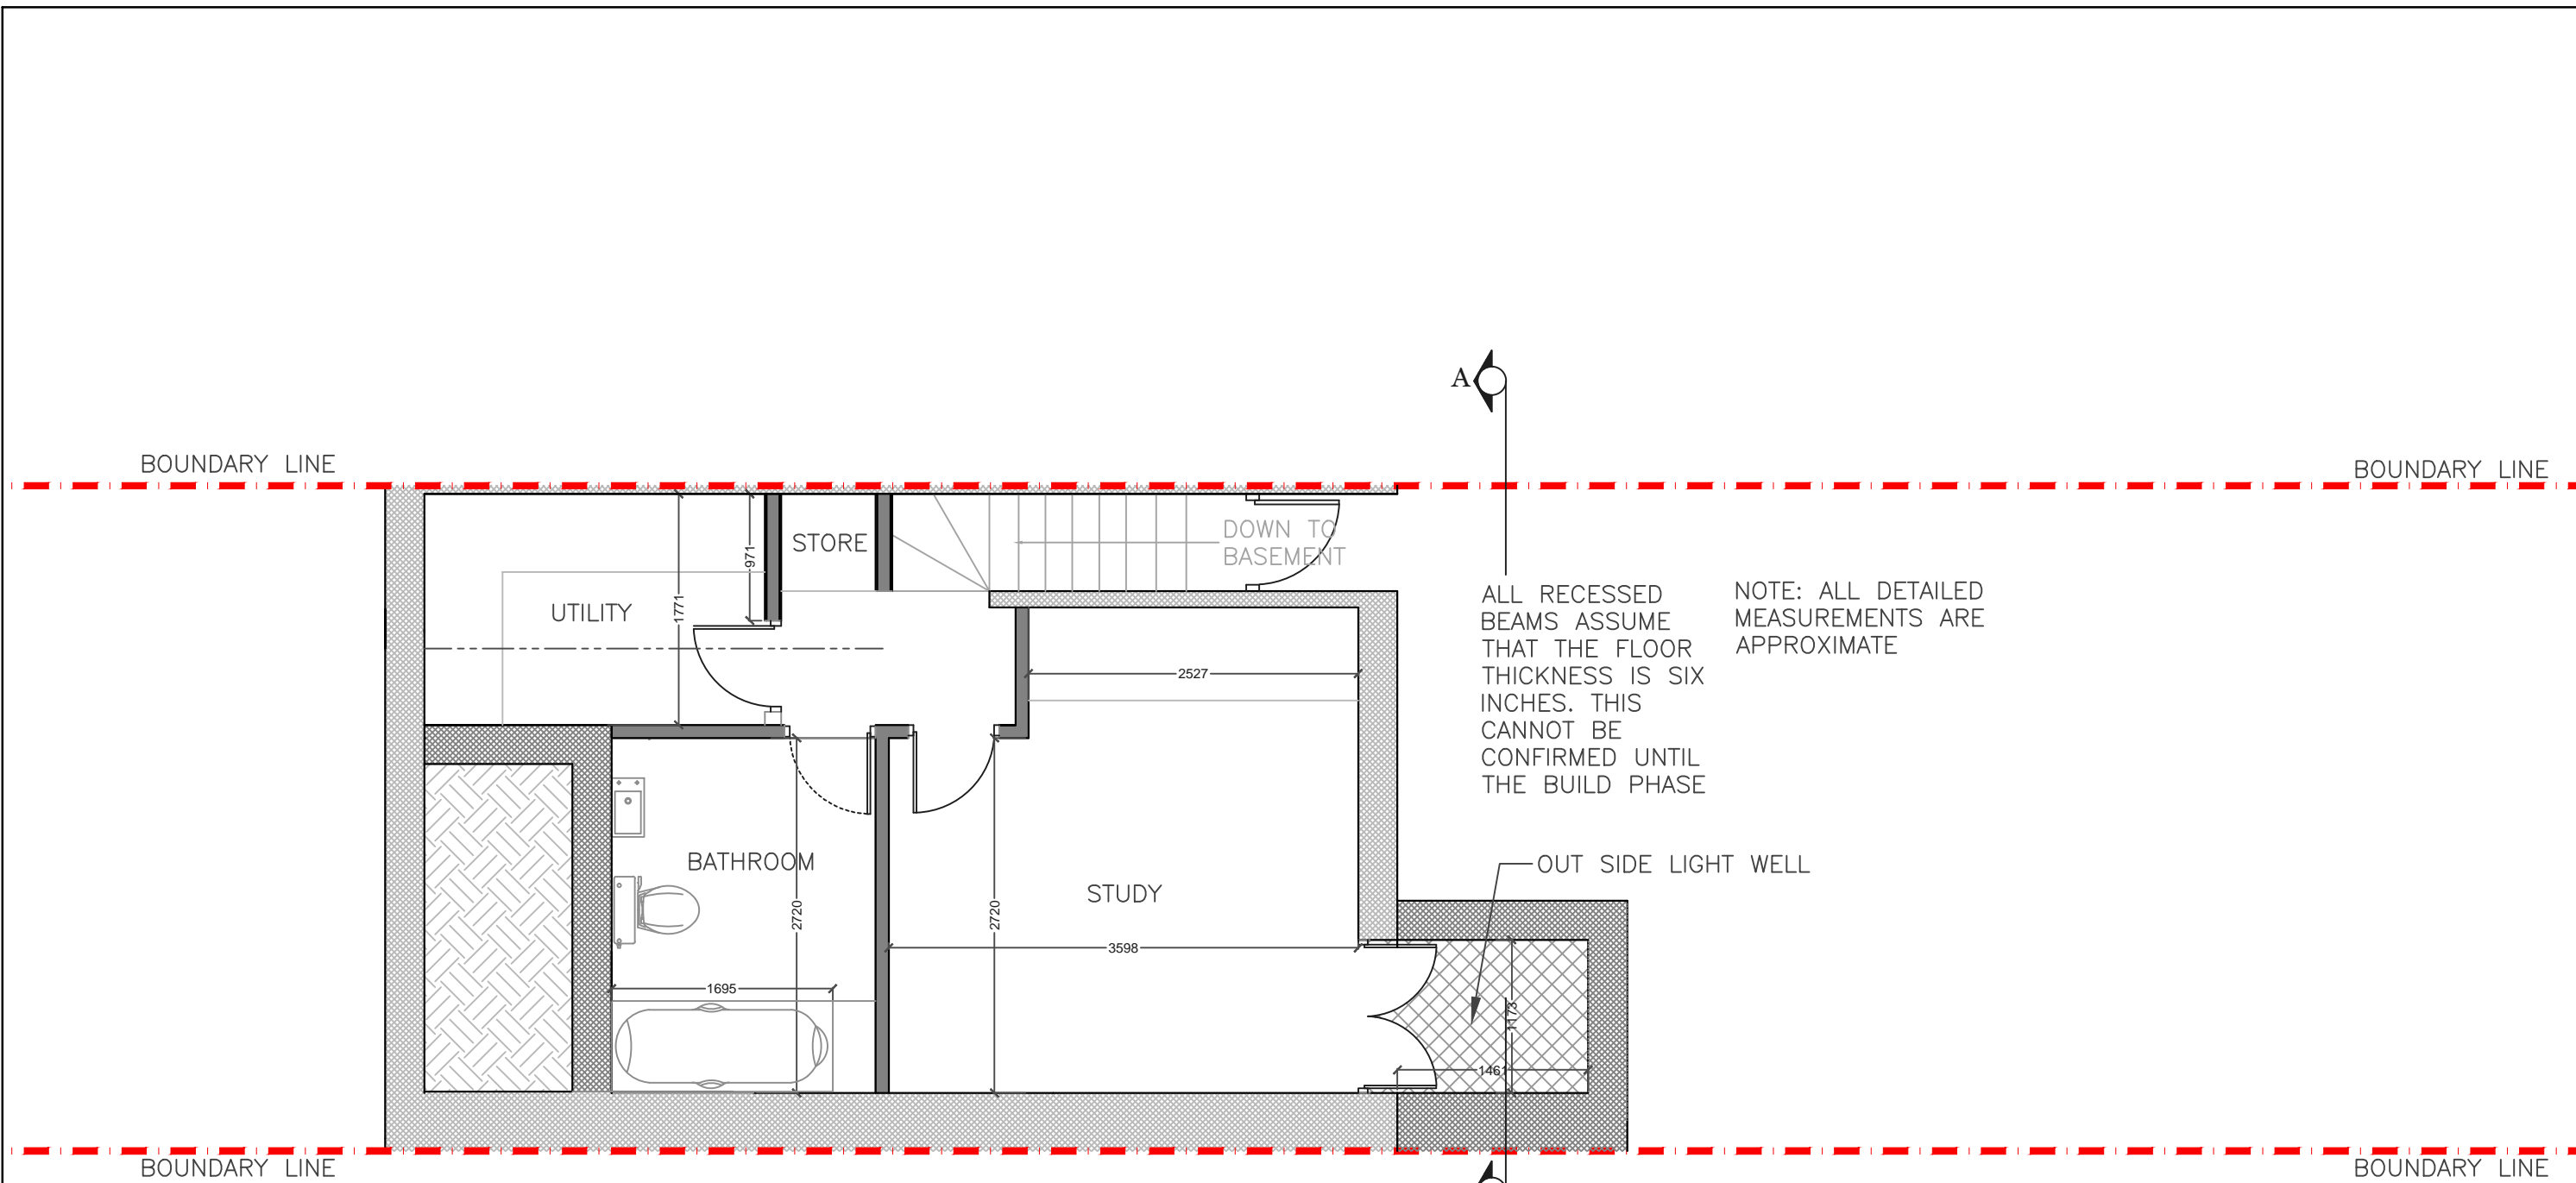 A
BOUNDARY LINE
BOUNDARY LINE
STORE
DOWN TO
BASEMENT
971
1771
UTILITY
ALL RECESSED
BEAMS ASSUME
THAT THE FLOOR
THICKNESS IS SIX
INCHES. THIS
CANNOT BE
CONFIRMED UNTIL
THE BUILD PHASE
NOTE: ALL DETAILED
MEASUREMENTS ARE
APPROXIMATE
2527
OUT SIDE LIGHT WELL
BATHROOM
STUDY
2720
2720
3598
1695
1173
1461
BOUNDARY LINE
BOUNDARY LINE